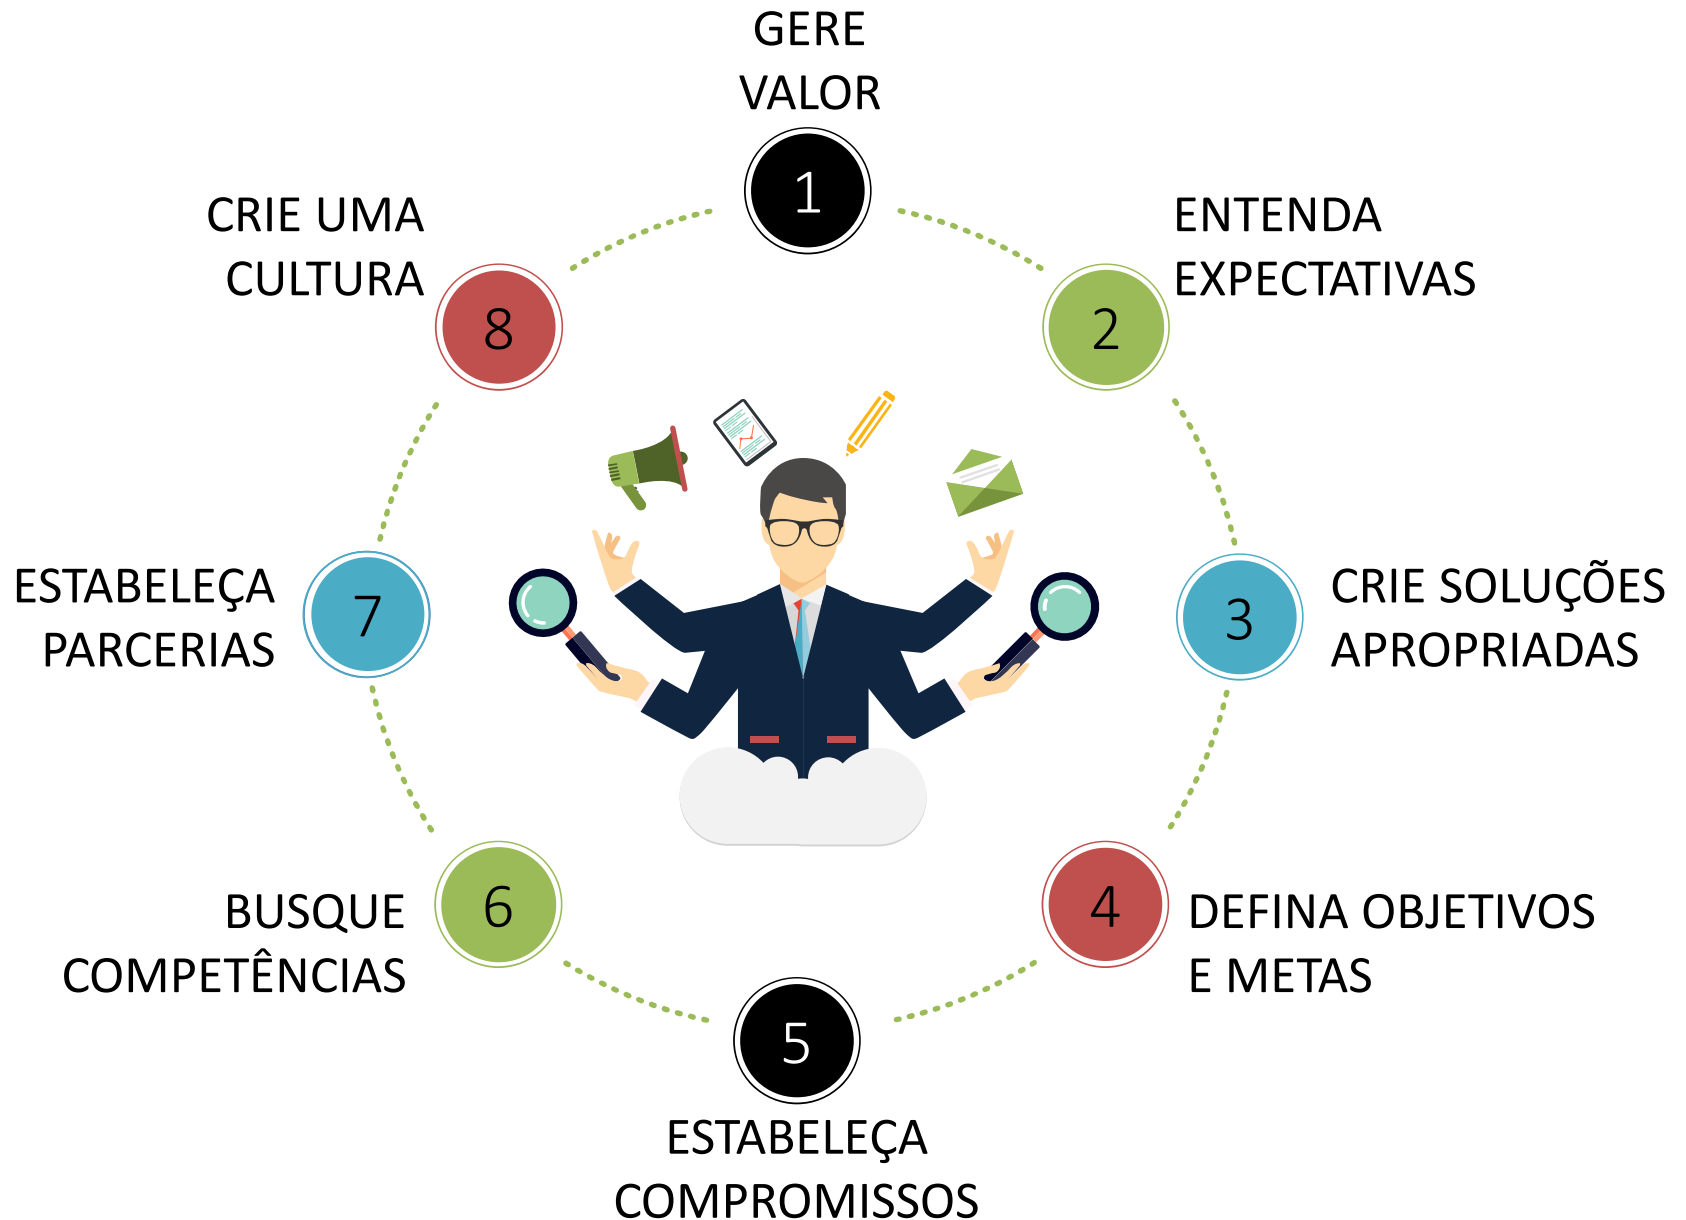 GERE
VALOR
1
ENTENDA
EXPECTATIVAS
2
CRIE SOLUÇÕES
APROPRIADAS
3
DEFINA OBJETIVOS
E METAS
4
5
ESTABELEÇA
COMPROMISSOS
BUSQUE
COMPETÊNCIAS
6
ESTABELEÇA
PARCERIAS
7
CRIE UMA
CULTURA
8